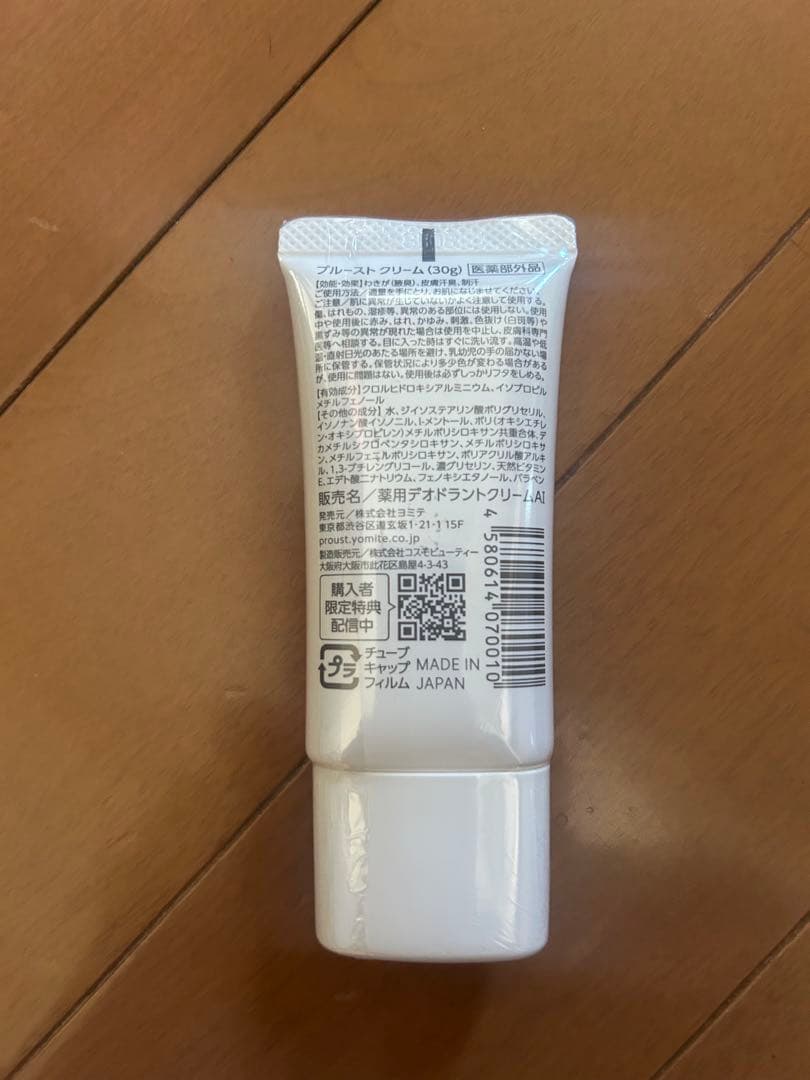 プルースト クリーム(30g) 医薬部外品
【効能・効果】わきが(腋臭)、皮膚汗臭、制汗
ご使用方法／適量を手にとり、お肌になじませてください。
ご注意／肌に異常が生じていないかよく注意して使用する。
傷、はれもの、湿疹等、異常のある部位には使用しない。使用
中や使用後に赤み、はれ、かゆみ、刺激、色抜け(白斑等)や
黒ずみ等の異常が現れた場合は使用を中止し、皮膚科専門
医等へ相談する。目に入った時はすぐに洗い流す。高温や低
温・直射日光のあたる場所を避け、乳幼児の手の届かない場
所に保管する。保管状況により多少色が変わる場合がある
が、使用に問題はない。使用後は必ずしっかりフタをしめる。
【有効成分】クロルヒドロキシアルミニウム、イソプロピル
メチルフェノール
【その他の成分】水、ジイソステアリン酸ポリグリセリル、
イソノナン酸イソノニル、l-メントール、ポリ(オキシエチレ
ン・オキシプロピレン)メチルポリシロキサン共重合体、デ
カメチルシクロペンタシロキサン、メチルポリシロキサ
ン、メチルフェニルポリシロキサン、ポリアクリル酸アルキ
ル、1,3-ブチレングリコール、濃グリセリン、天然ビタミン
E、エデト酸二ナトリウム、フェノキシエタノール、パラベン
販売名／薬用デオドラントクリームAI
発売元／株式会社ヨミテ
東京都渋谷区道玄坂1-21-1 15F
proust.yomite.co.jp
製造販売元／株式会社コスモビューティー
大阪府大阪市此花区島屋4-3-43
購入者
限定特典
配信中
プラ
チューブ
キャップ
フィルム
MADE IN
JAPAN
4 580614 070010